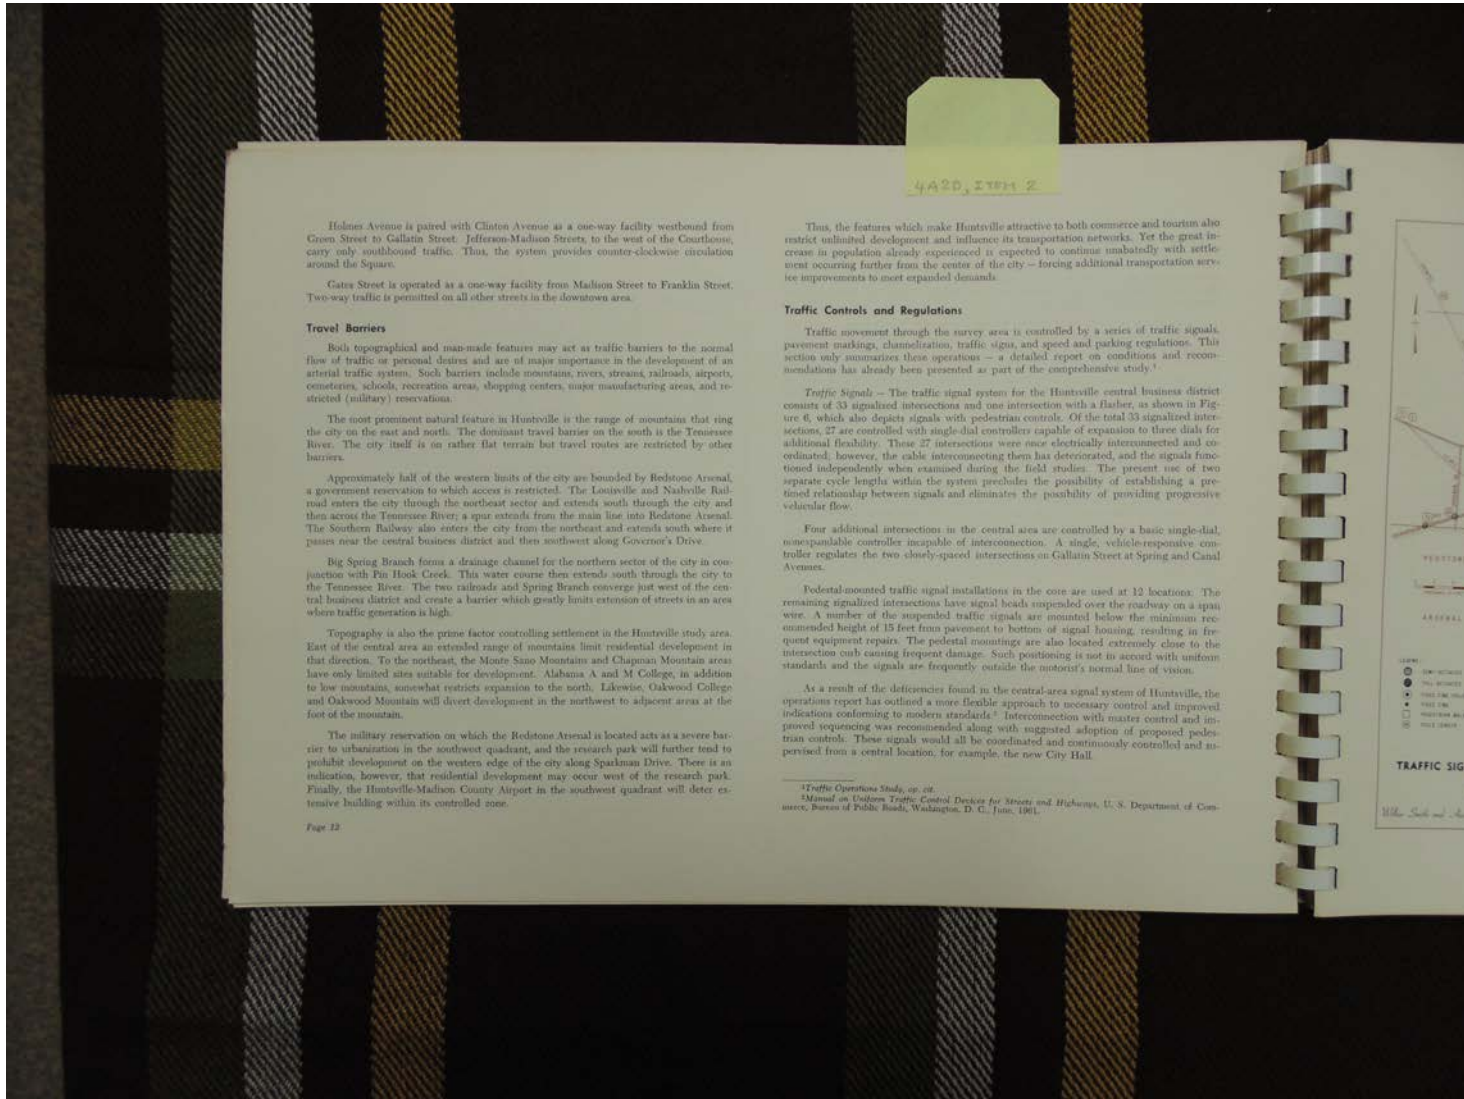 4A2D, ITEM 2
Holmes Avenue is paired with Clinton Avenue as a one-way facility westbound from
Green Street to Gallatin Street. Jefferson-Madison Streets, to the west of the Courthouse,
carry only southbound traffic. Thus, the system provides counter-clockwise circulation
around the Square.
Gates Street is operated as a one-way facility from Madison Street to Franklin Street.
Two-way traffic is permitted on all other streets in the downtown area.
Travel Barriers
Both topographical and man-made features may act as traffic barriers to the normal
flow of traffic or personal desires and are of major importance in the development of an
arterial traffic system. Such barriers include mountains, rivers, streams, railroads, airports,
cemeteries, schools, recreation areas, shopping centers, major manufacturing areas, and re-
stricted (military) reservations.
The most prominent natural feature in Huntsville is the range of mountains that ring
the city on the east and north. The dominant travel barrier on the south is the Tennessee
River. The city itself is on rather flat terrain but travel routes are restricted by other
barriers.
Approximately half of the western limits of the city are bounded by Redstone Arsenal,
a government reservation to which access is restricted. The Louisville and Nashville Rail-
road enters the city through the northeast sector and extends south through the city and
then across the Tennessee River; a spur extends from the main line into Redstone Arsenal.
The Southern Railway also enters the city from the northeast and extends south where it
passes near the central business district and then southwest along Governor's Drive.
Big Spring Branch forms a drainage channel for the northern sector of the city in con-
junction with Pin Hook Creek. This water course then extends south through the city to
the Tennessee River. The two railroads and Spring Branch converge just west of the cen-
tral business district and create a barrier which greatly limits extension of streets in an area
where traffic generation is high.
Topography is also the prime factor controlling settlement in the Huntsville study area.
East of the central area an extended range of mountains limit residential development in
that direction. To the northeast, the Monte Sano Mountains and Chapman Mountain areas
have only limited sites suitable for development. Alabama A and M College, in addition
to low mountains, somewhat restricts expansion to the north. Likewise, Oakwood College
and Oakwood Mountain will divert development in the northwest to adjacent areas at the
foot of the mountain.
The military reservation on which the Redstone Arsenal is located acts as a severe bar-
rier to urbanization in the southwest quadrant, and the research park will further tend to
prohibit development on the western edge of the city along Sparkman Drive. There is an
indication, however, that residential development may occur west of the research park.
Finally, the Huntsville-Madison County Airport in the southwest quadrant will deter ex-
tensive building within its controlled zone.
Page 12
Thus, the features which make Huntsville attractive to both commerce and tourism also
restrict unlimited development and influence its transportation networks. Yet the great in-
crease in population already experienced is expected to continue unabatedly with settle-
ment occurring further from the center of the city — forcing additional transportation serv-
ice improvements to meet expanded demands.
Traffic Controls and Regulations
Traffic movement through the survey area is controlled by a series of traffic signals,
pavement markings, channelization, traffic signs, and speed and parking regulations. This
section only summarizes these operations — a detailed report on conditions and recom-
mendations has already been presented as part of the comprehensive study.¹
Traffic Signals — The traffic signal system for the Huntsville central business district
consists of 33 signalized intersections and one intersection with a flasher, as shown in Fig-
ure 6, which also depicts signals with pedestrian controls. Of the total 33 signalized inter-
sections, 27 are controlled with single-dial controllers capable of expansion to three dials for
additional flexibility. These 27 intersections were once electrically interconnected and co-
ordinated; however, the cable interconnecting them has deteriorated, and the signals func-
tioned independently when examined during the field studies. The present use of two
separate cycle lengths within the system precludes the possibility of establishing a pre-
timed relationship between signals and eliminates the possibility of providing progressive
vehicular flow.
Four additional intersections in the central area are controlled by a basic single-dial,
nonexpandable controller incapable of interconnection. A single, vehicle-responsive con-
troller regulates the two closely-spaced intersections on Gallatin Street at Spring and Canal
Avenues.
Pedestal-mounted traffic signal installations in the core are used at 12 locations. The
remaining signalized intersections have signal heads suspended over the roadway on a span
wire. A number of the suspended traffic signals are mounted below the minimum rec-
ommended height of 15 feet from pavement to bottom of signal housing, resulting in fre-
quent equipment repairs. The pedestal mountings are also located extremely close to the
intersection curb causing frequent damage. Such positioning is not in accord with uniform
standards and the signals are frequently outside the motorist's normal line of vision.
As a result of the deficiencies found in the central-area signal system of Huntsville, the
operations report has outlined a more flexible approach to necessary control and improved
indications conforming to modern standards.² Interconnection with master control and im-
proved sequencing was recommended along with suggested adoption of proposed pedes-
trian controls. These signals would all be coordinated and continuously controlled and su-
pervised from a central location, for example, the new City Hall.
¹Traffic Operations Study, op. cit.
²Manual on Uniform Traffic Control Devices for Streets and Highways, U. S. Department of Com-
merce, Bureau of Public Roads, Washington, D. C., June, 1961.
ARSENAL
TRAFFIC SIG
Wilbur Smith and